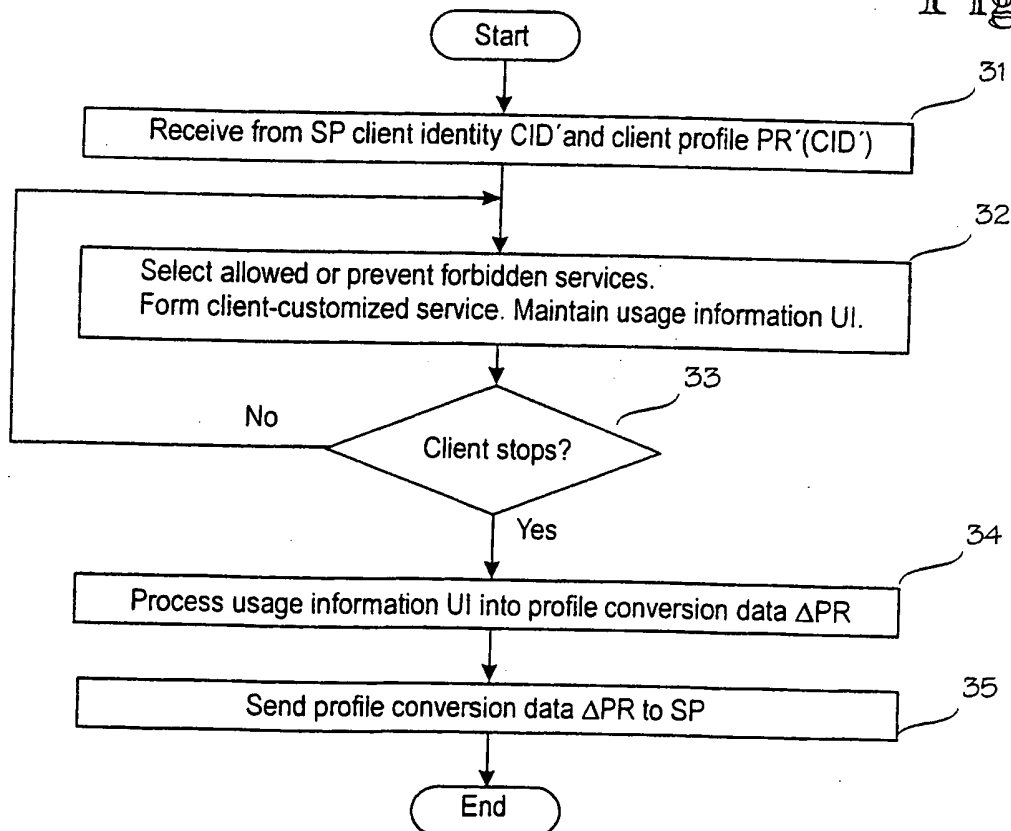 Fig
Start
31
Receive from SP client identity CID´and client profile PR´(CID´)
32
Select allowed or prevent forbidden services.
Form client-customized service. Maintain usage information UI.
33
No
Client stops?
Yes
34
Process usage information UI into profile conversion data ΔPR
35
Send profile conversion data ΔPR to SP
End